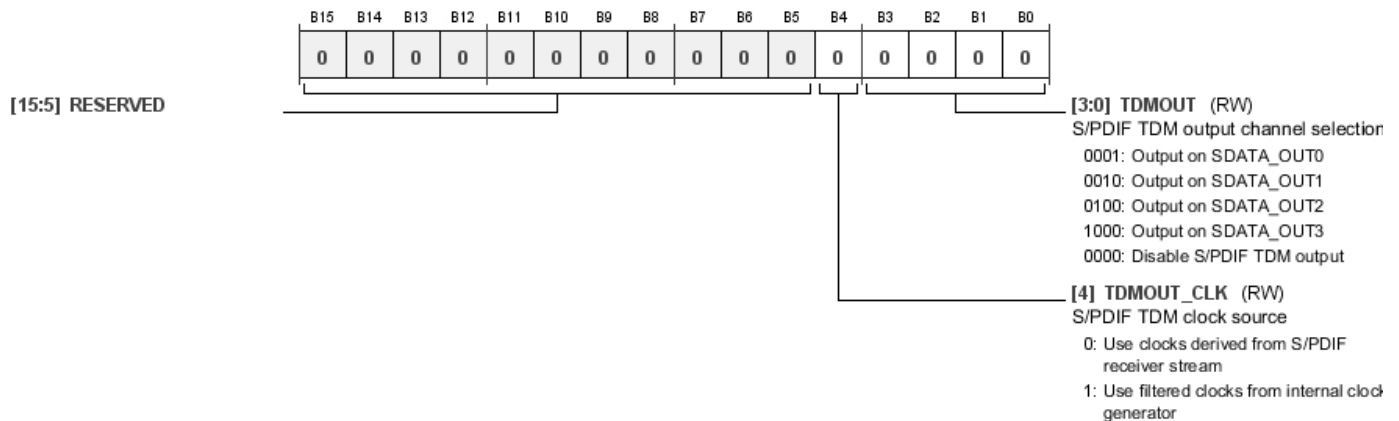 B15 B14 B13 B12 B11 B10 B9 B8 B7 B6 B5 B4 B3 B2 B1 B0
0 0 0 0 0 0 0 0 0 0 0 0 0 0 0 0
[15:5] RESERVED
[3:0] TDMOUT (RW)
S/PDIF TDM output channel selection
0001: Output on SDATA_OUT0
0010: Output on SDATA_OUT1
0100: Output on SDATA_OUT2
1000: Output on SDATA_OUT3
0000: Disable S/PDIF TDM output
[4] TDMOUT_CLK (RW)
S/PDIF TDM clock source
0: Use clocks derived from S/PDIF
receiver stream
1: Use filtered clocks from internal clock
generator